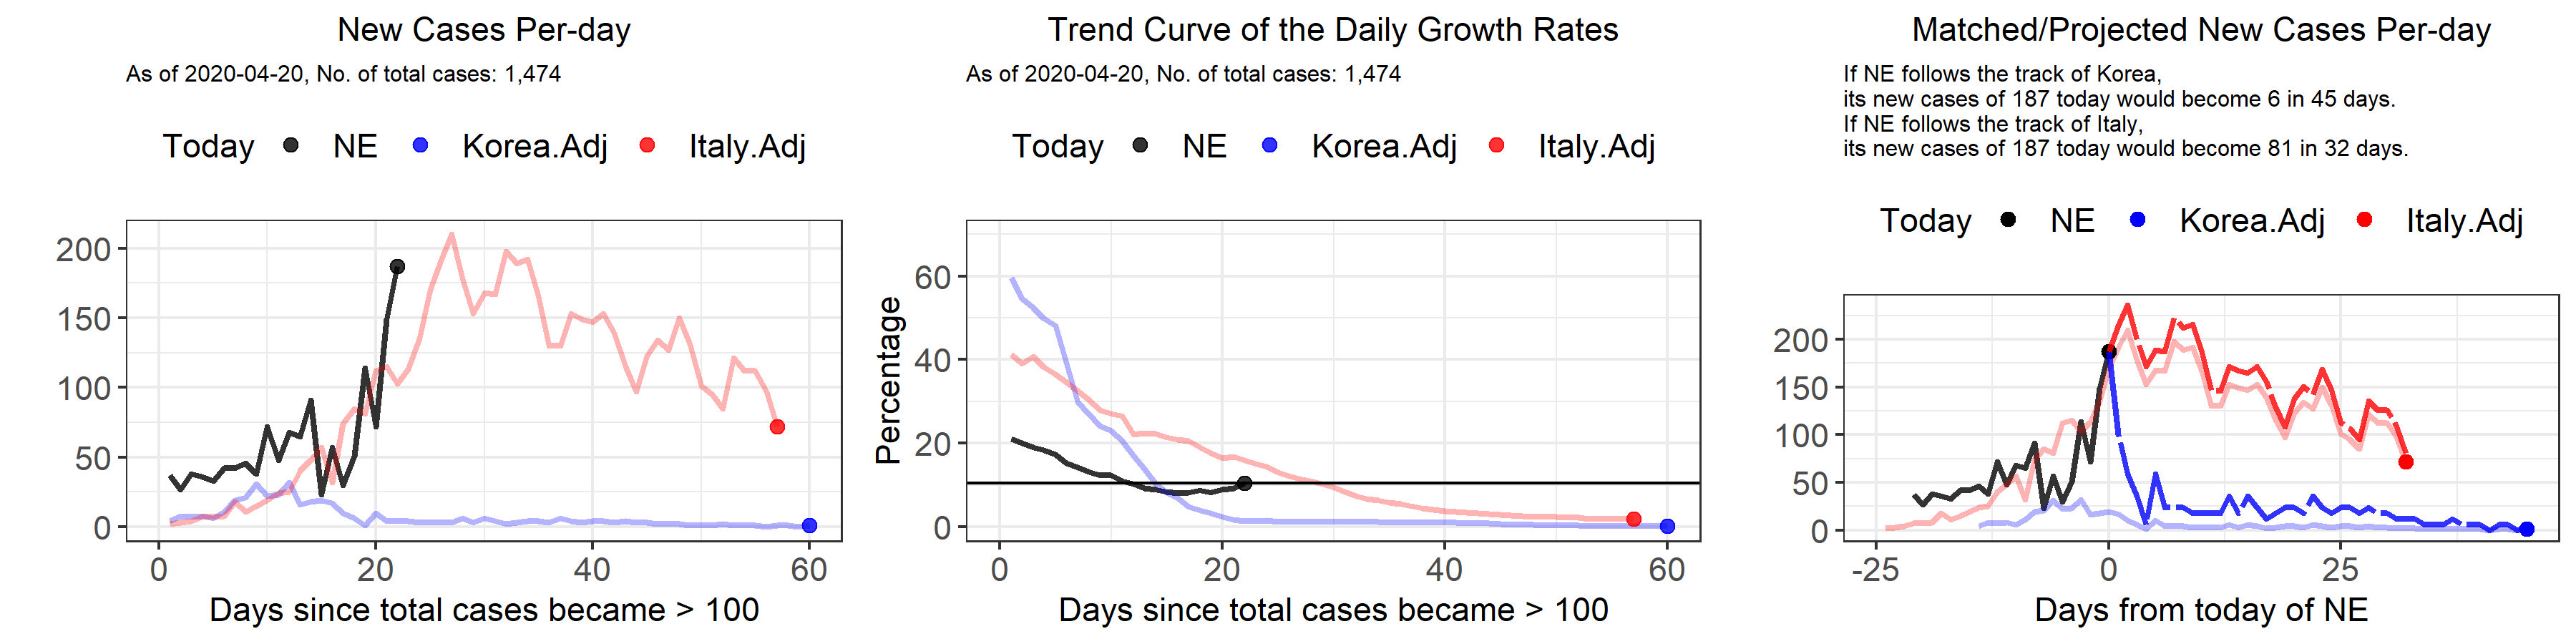 New Cases Per-day
As of 2020-04-20, No. of total cases: 1,474
Today NE Korea.Adj Italy.Adj
200
150
100
50
0
0 20 40 60
Days since total cases became > 100
Trend Curve of the Daily Growth Rates
As of 2020-04-20, No. of total cases: 1,474
Today NE Korea.Adj Italy.Adj
Percentage
60
40
20
0
0 20 40 60
Days since total cases became > 100
Matched/Projected New Cases Per-day
If NE follows the track of Korea,
its new cases of 187 today would become 6 in 45 days.
If NE follows the track of Italy,
its new cases of 187 today would become 81 in 32 days.
Today NE Korea.Adj Italy.Adj
200
150
100
50
0
-25 0 25
Days from today of NE